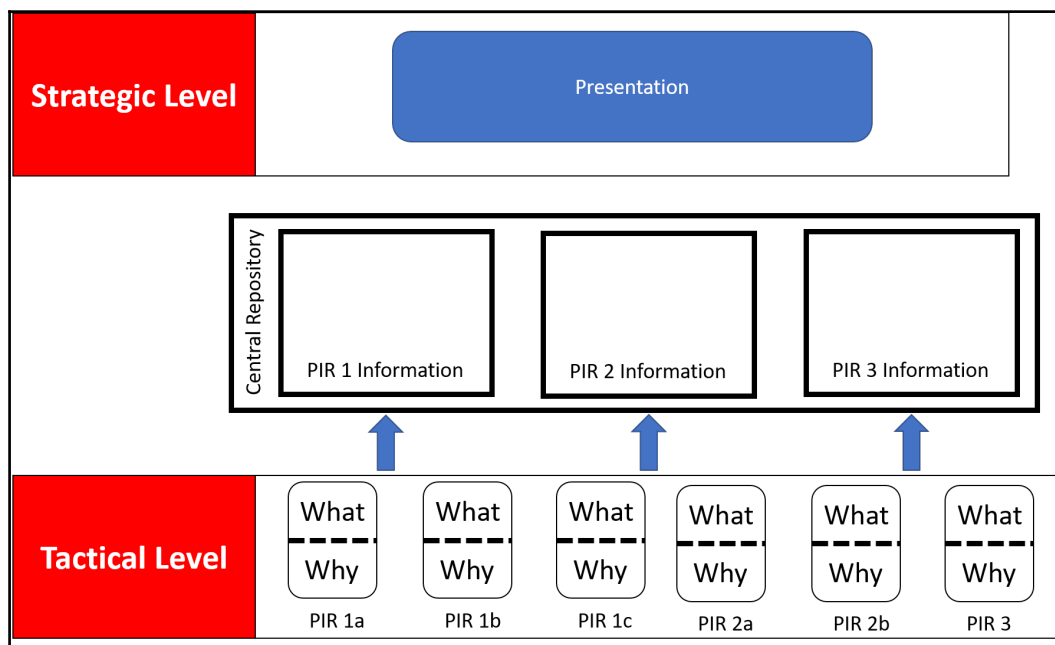 Strategic Level
Presentation
Central Repository
PIR 1 Information
PIR 2 Information
PIR 3 Information
Tactical Level
What
Why
PIR 1a
What
Why
PIR 1b
What
Why
PIR 1c
What
Why
PIR 2a
What
Why
PIR 2b
What
Why
PIR 3